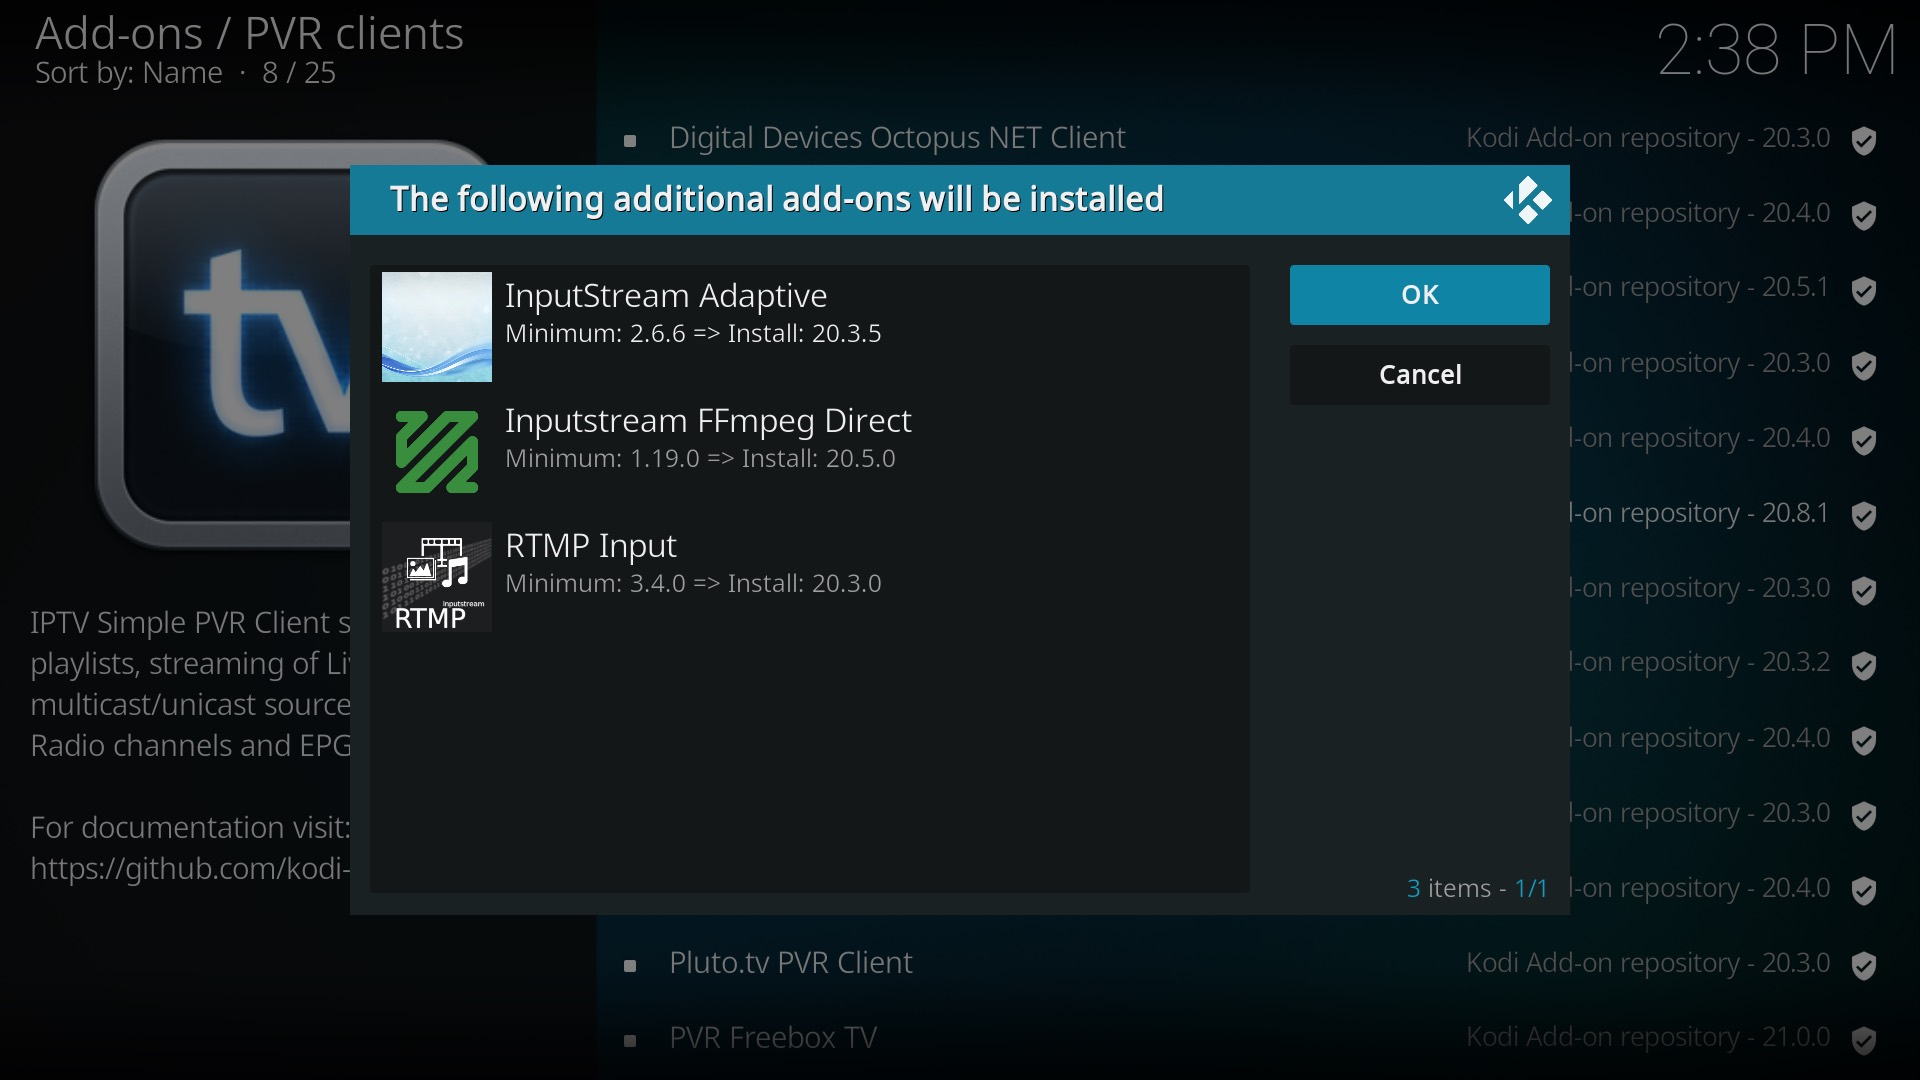 Add-ons / PVR clients
Sort by: Name · 8 / 25
2:38 PM
Digital Devices Octopus NET Client
Kodi Add-on repository - 20.3.0
The following additional add-ons will be installed
InputStream Adaptive
Minimum: 2.6.6 => Install: 20.3.5
Inputstream FFmpeg Direct
Minimum: 1.19.0 => Install: 20.5.0
inputstream
RTMP
RTMP Input
Minimum: 3.4.0 => Install: 20.3.0
OK
Cancel
3 items - 1/1
-on repository - 20.4.0
-on repository - 20.5.1
-on repository - 20.3.0
-on repository - 20.4.0
-on repository - 20.8.1
-on repository - 20.3.0
-on repository - 20.3.2
-on repository - 20.4.0
-on repository - 20.3.0
-on repository - 20.4.0
tv
IPTV Simple PVR Client s
playlists, streaming of Li
multicast/unicast source
Radio channels and EPG
For documentation visit:
https://github.com/kodi-
Pluto.tv PVR Client
Kodi Add-on repository - 20.3.0
PVR Freebox TV
Kodi Add-on repository - 21.0.0